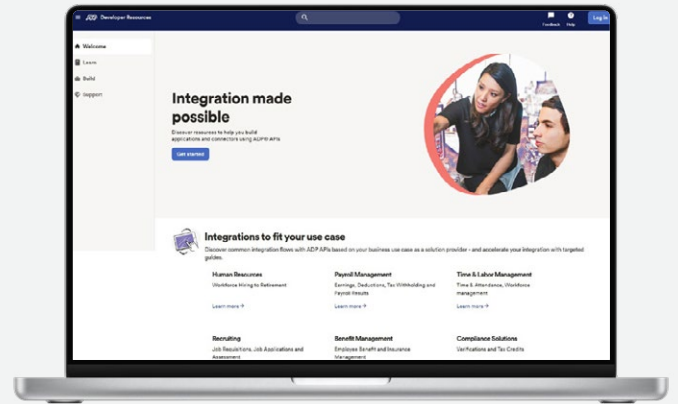 ADP Developer Resources
Feedback
Help
Log in
Welcome
Learn
Build
Support
Integration made
possible
Discover resources to help you build
applications and connectors using ADP® APIs
Get started
Integrations to fit your use case
Discover common integration flows with ADP APIs based on your business use case as a solution provider - and accelerate your integration with targeted
guides.
Human Resources
Workforce Hiring to Retirement
Learn more
Payroll Management
Earnings, Deductions, Tax Withholding and
Payroll Results
Learn more
Time & Labor Management
Time & Attendance, Workforce
management
Learn more
Recruiting
Job Requisitions, Job Applications and
Assessment
Benefit Management
Employee Benefit and Insurance
Management
Compliance Solutions
Verifications and Tax Credits